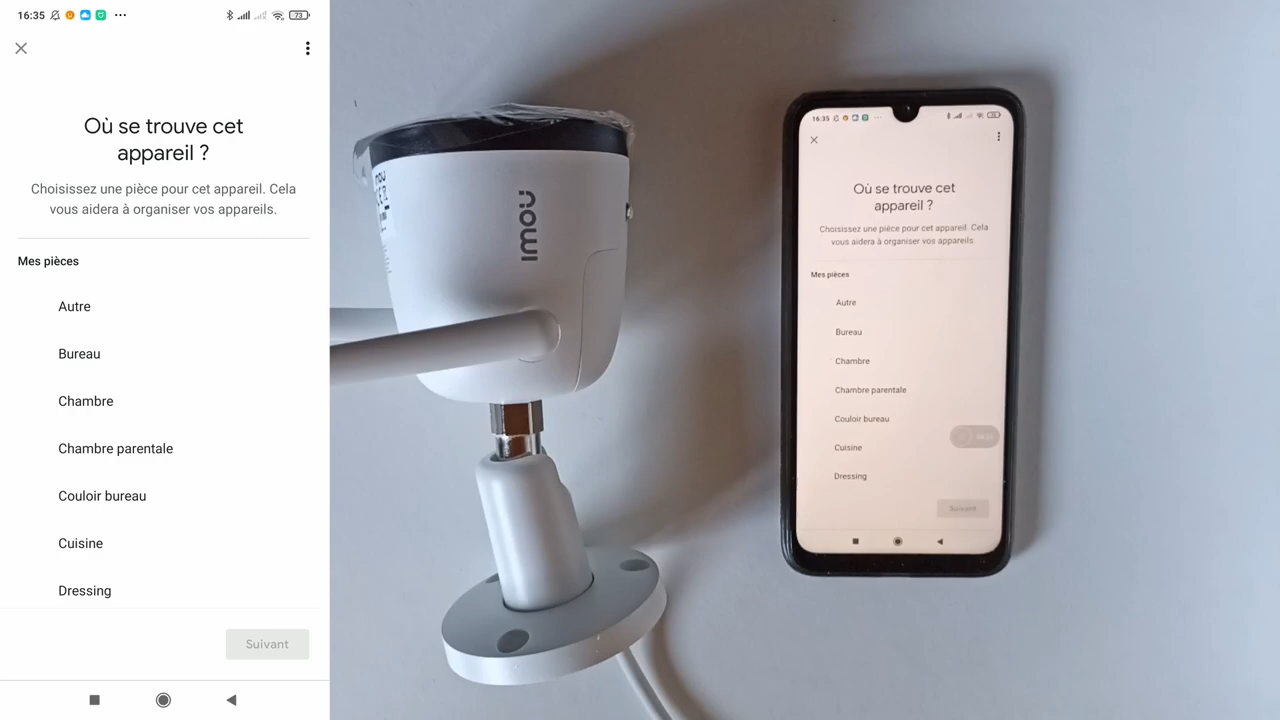 16:35
73
Où se trouve cet
appareil ?
Choisissez une pièce pour cet appareil. Cela
vous aidera à organiser vos appareils.
Mes pièces
Autre
Bureau
Chambre
Chambre parentale
Couloir bureau
Cuisine
Dressing
Suivant
imou
16:35
Où se trouve cet
appareil ?
Choisissez une pièce pour cet appareil. Cela
vous aidera à organiser vos appareils.
Mes pièces
Autre
Bureau
Chambre
Chambre parentale
Couloir bureau
Cuisine
Dressing
Suivant